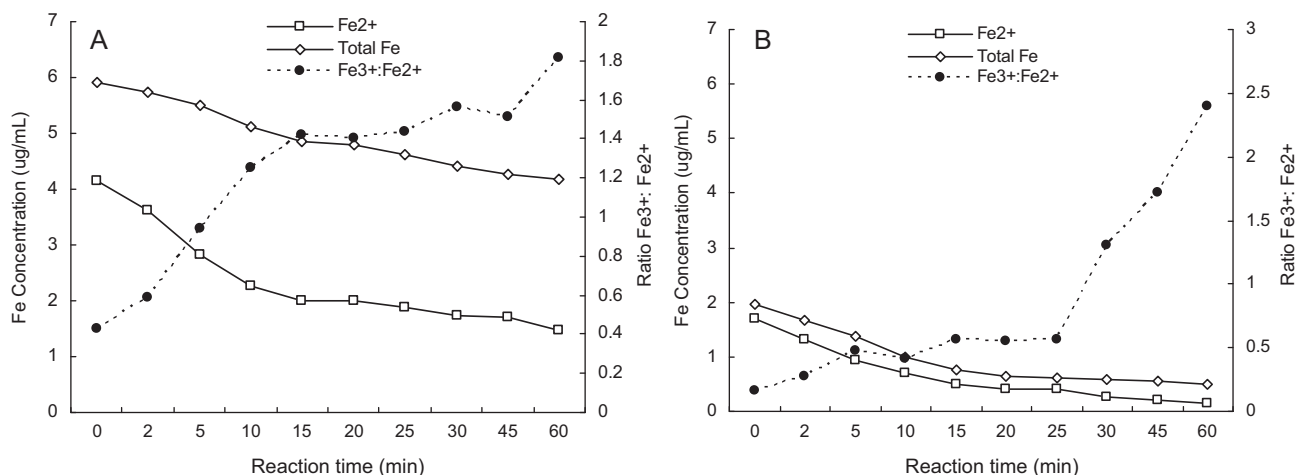 A
Fe2+
Total Fe
Fe3+:Fe2+
Fe Concentration (ug/mL)
7
6
5
4
3
2
1
0
2
1.8
1.6
1.4
1.2
1
0.8
0.6
0.4
0.2
0
Ratio Fe3+: Fe2+
0 2 5 10 15 20 25 30 45 60
Reaction time (min)
B
Fe2+
Total Fe
Fe3+:Fe2+
Fe Concentration (ug/mL)
7
6
5
4
3
2
1
0
3
2.5
2
1.5
1
0.5
0
Ratio Fe3+: Fe2+
0 2 5 10 15 20 25 30 45 60
Reaction time (min)